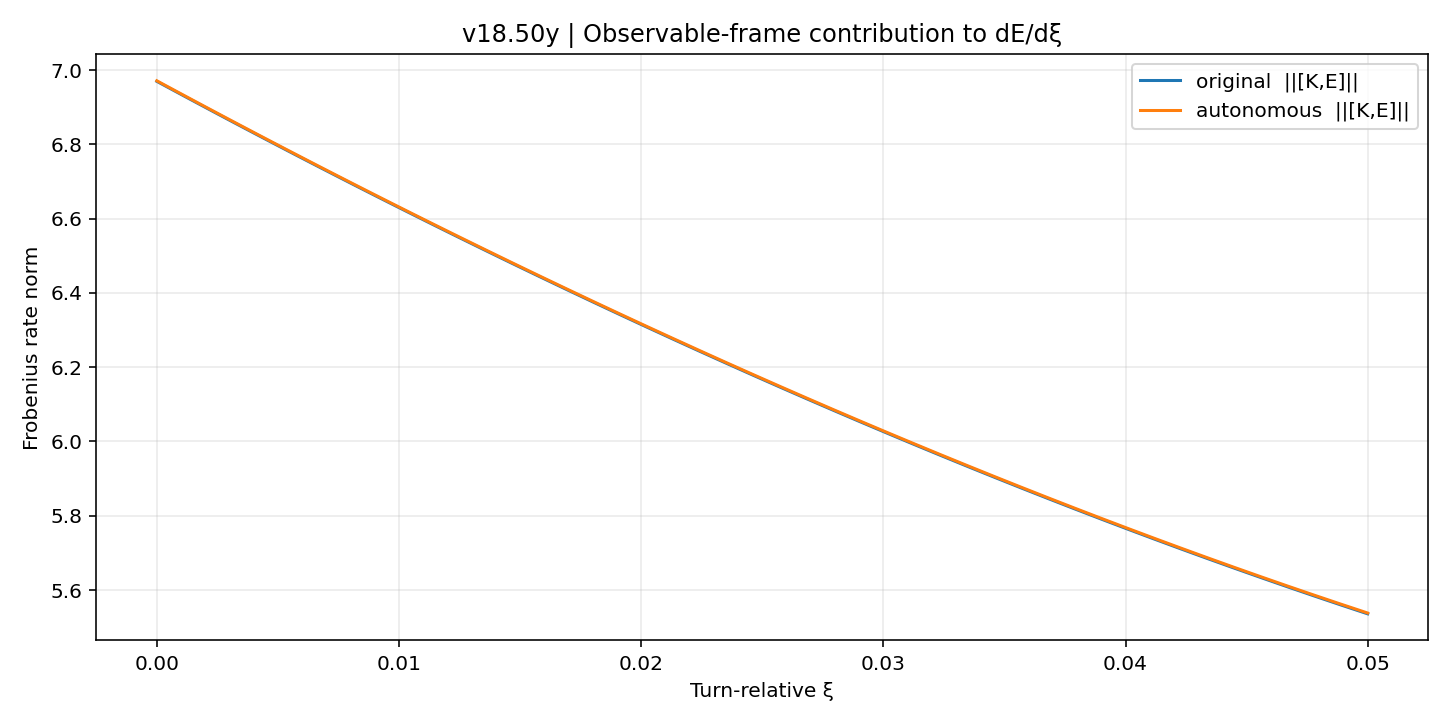 v18.50y | Observable-frame contribution to dE/dξ
original  ||[K,E]||
autonomous  ||[K,E]||
Frobenius rate norm
7.0
6.8
6.6
6.4
6.2
6.0
5.8
5.6
0.00
0.01
0.02
0.03
0.04
0.05
Turn-relative ξ